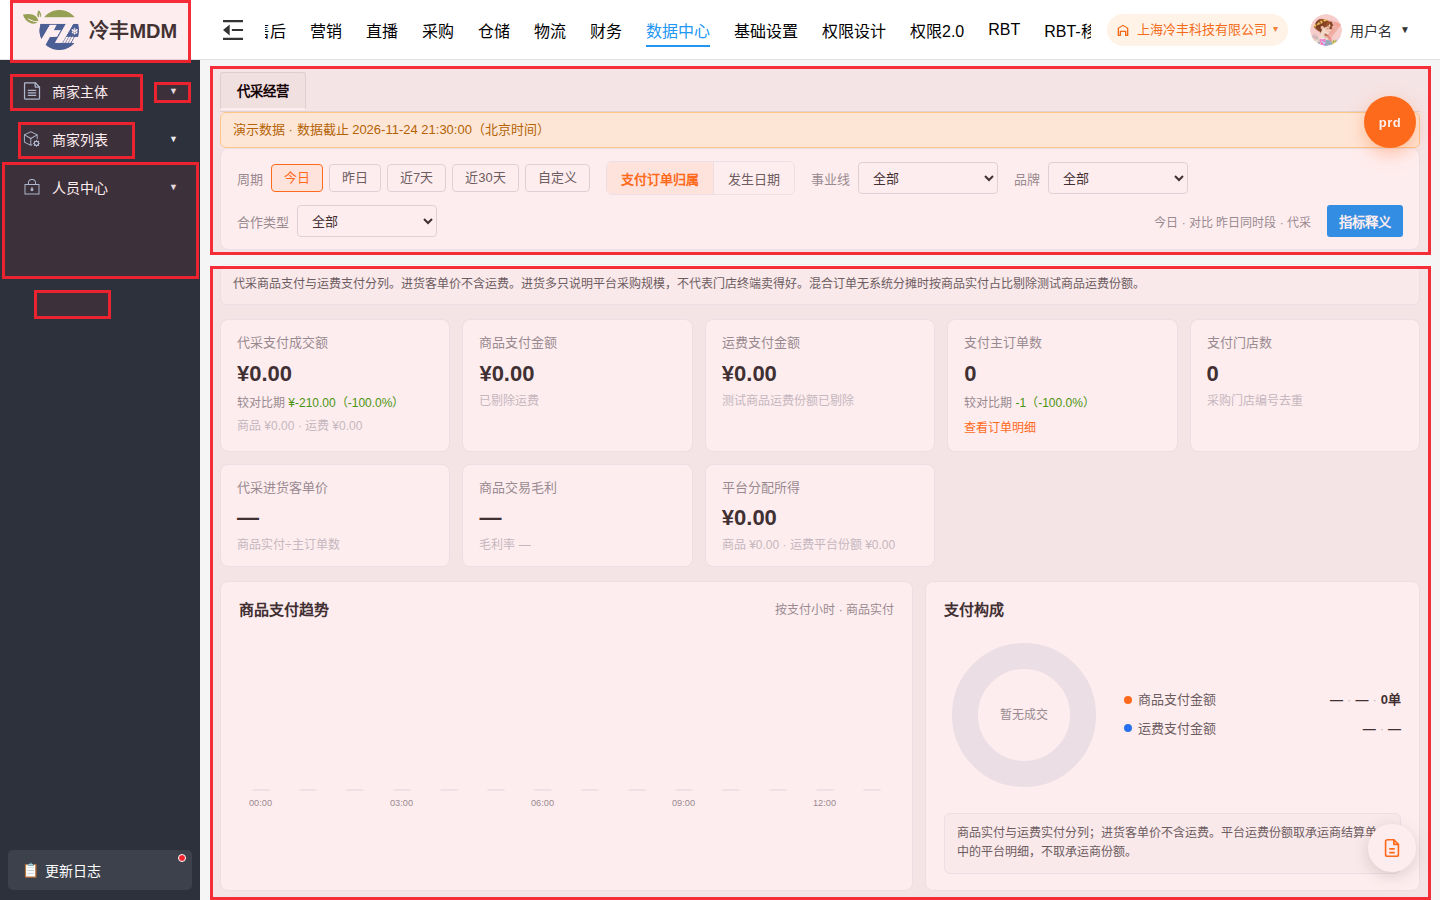 冷丰MDM
售后 营销 直播 采购 仓储 物流 财务 数据中心 基础设置 权限设计 权限2.0 RBT RBT-移
上海冷丰科技有限公司 ▼
用户名 ▼
商家主体 ▼
商家列表 ▼
人员中心 ▼
更新日志
代采经营
演示数据 · 数据截止 2026-11-24 21:30:00（北京时间）
prd
周期 今日 昨日 近7天 近30天 自定义 支付订单归属 发生日期 事业线 全部 品牌 全部
合作类型 全部 今日 · 对比 昨日同时段 · 代采 指标释义
代采商品支付与运费支付分列。进货客单价不含运费。进货多只说明平台采购规模，不代表门店终端卖得好。混合订单无系统分摊时按商品实付占比剔除测试商品运费份额。
代采支付成交额
¥0.00
较对比期 ¥-210.00（-100.0%）
商品 ¥0.00 · 运费 ¥0.00
商品支付金额
¥0.00
已剔除运费
运费支付金额
¥0.00
测试商品运费份额已剔除
支付主订单数
0
较对比期 -1（-100.0%）
查看订单明细
支付门店数
0
采购门店编号去重
代采进货客单价
—
商品实付÷主订单数
商品交易毛利
—
毛利率 —
平台分配所得
¥0.00
商品 ¥0.00 · 运费平台份额 ¥0.00
商品支付趋势
按支付小时 · 商品实付
00:00 03:00 06:00 09:00 12:00
支付构成
暂无成交
商品支付金额 — · — · 0单
运费支付金额 — · —
商品实付与运费实付分列；进货客单价不含运费。平台运费份额取承运商结算单
中的平台明细，不取承运商份额。